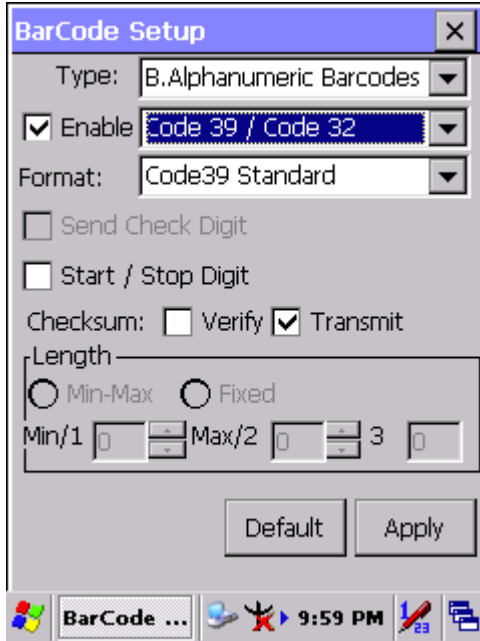 BarCode Setup
Type: B.Alphanumeric Barcodes
Enable Code 39 / Code 32
Format: Code39 Standard
Send Check Digit
Start / Stop Digit
Checksum: Verify Transmit
Length
Min-Max Fixed
Min/1 0 Max/2 0 3 0
Default Apply
BarCode ... 9:59 PM 1 23